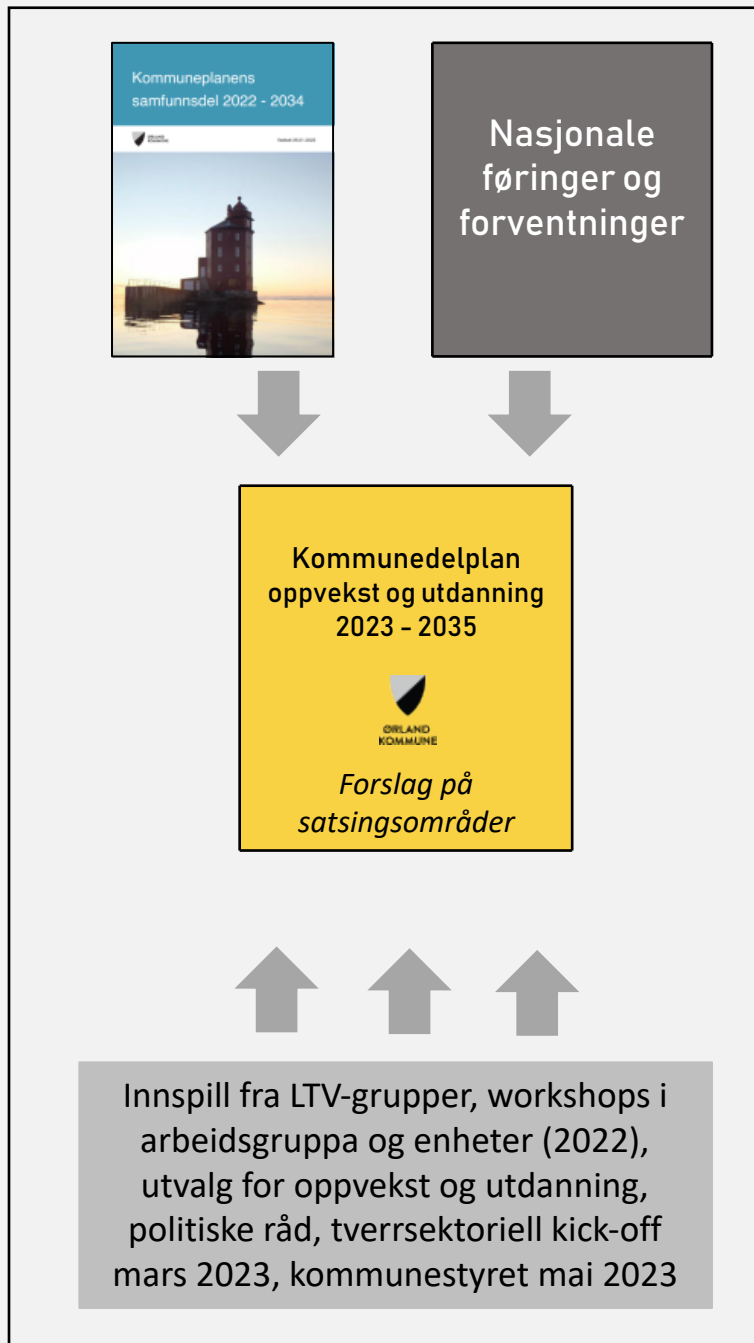 Kommuneplanens
samfunnsdel 2022 - 2034
ØRLAND
KOMMUNE
Nasjonale
føringer og
forventninger
Kommunedelplan
oppvekst og utdanning
2023 - 2035
ØRLAND
KOMMUNE
Forslag på
satsingsområder
Innspill fra LTV-grupper, workshops i
arbeidsgruppa og enheter (2022),
utvalg for oppvekst og utdanning,
politiske råd, tverrsektoriell kick-off
mars 2023, kommunestyret mai 2023